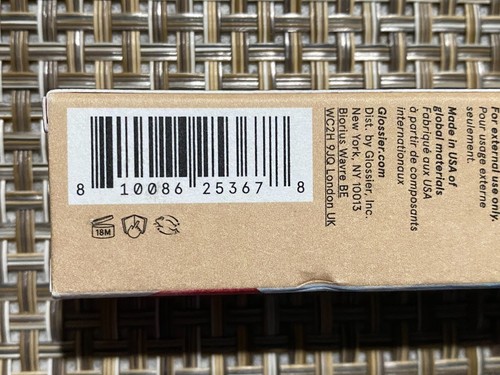 8 10086 25367 8
18M
Glossier.com
Dist. by Glossier, Inc.
New York, NY 10013
Biorius Wavre BE
WC2H 9JQ London UK
Made in USA of
global materials
Fabriqué aux USA
à partir de composants
internationaux
For external use only.
Pour usage externe
seulement.